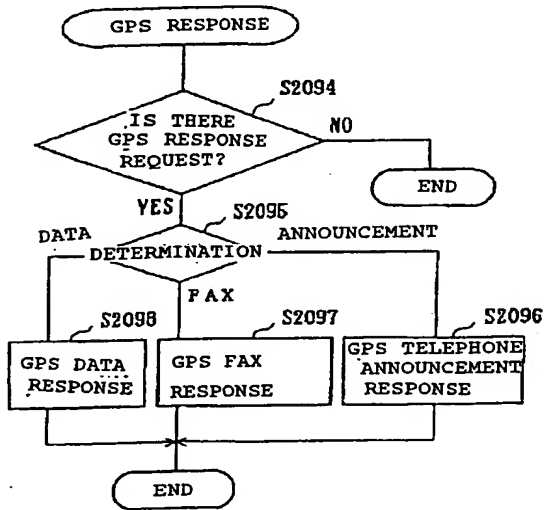 GPS RESPONSE
S2094
IS THERE
GPS RESPONSE
REQUEST?
NO
END
YES
S2095
DATA
DETERMINATION
ANNOUNCEMENT
FAX
S2098
S2097
S2096
GPS DATA
RESPONSE
GPS FAX
RESPONSE
GPS TELEPHONE
ANNOUNCEMENT
RESPONSE
END